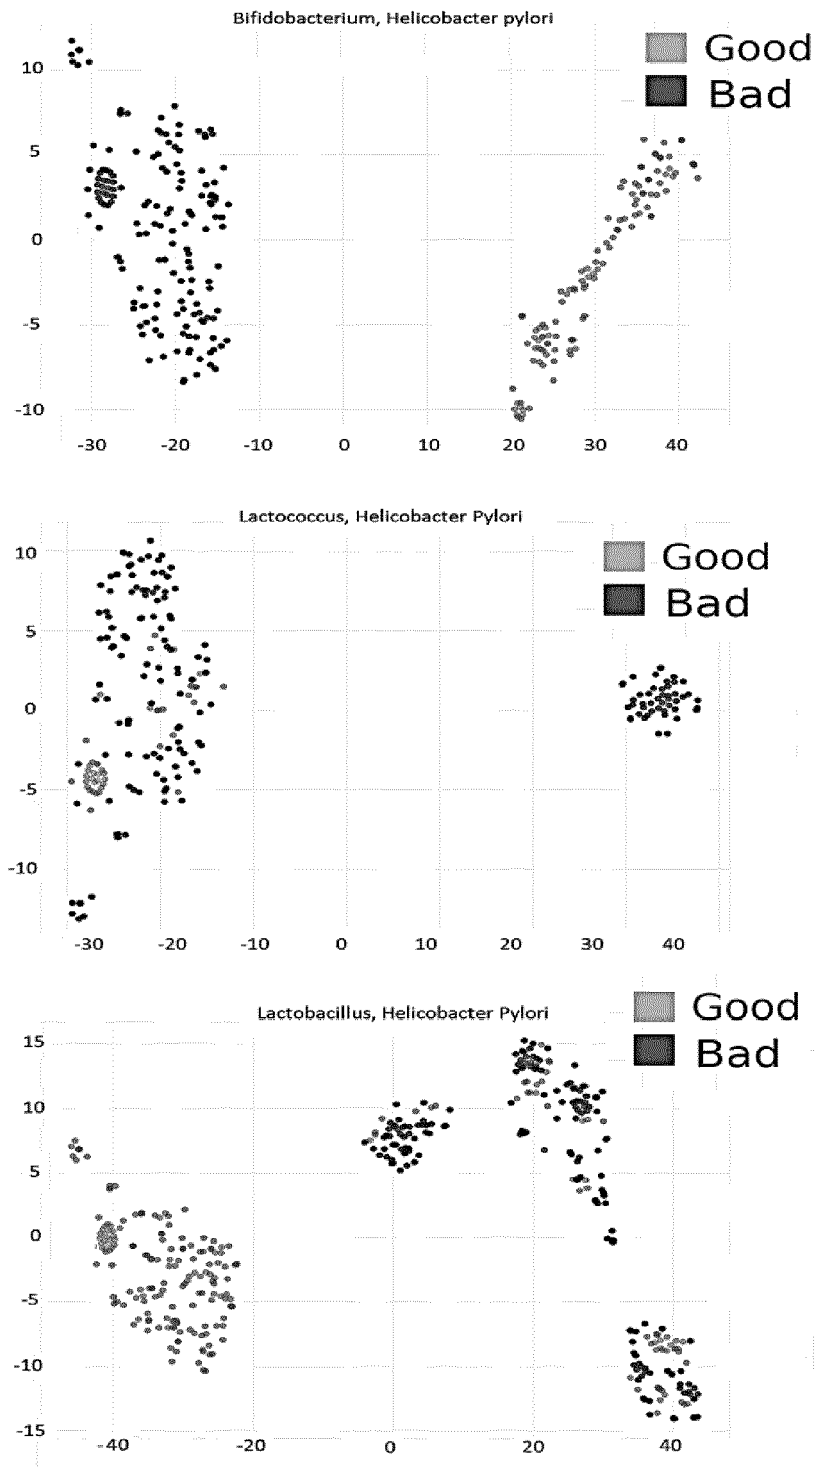 Bifidobacterium, Helicobacter pylori
Good
Bad
10
5
0
-5
-10
-30 -20 -10 0 10 20 30 40
Lactococcus, Helicobacter Pylori
Good
Bad
10
5
0
-5
-10
-30 -20 -10 0 10 20 30 40
Lactobacillus, Helicobacter Pylori
Good
Bad
15
10
5
0
-5
-10
-15
-40 -20 0 20 40